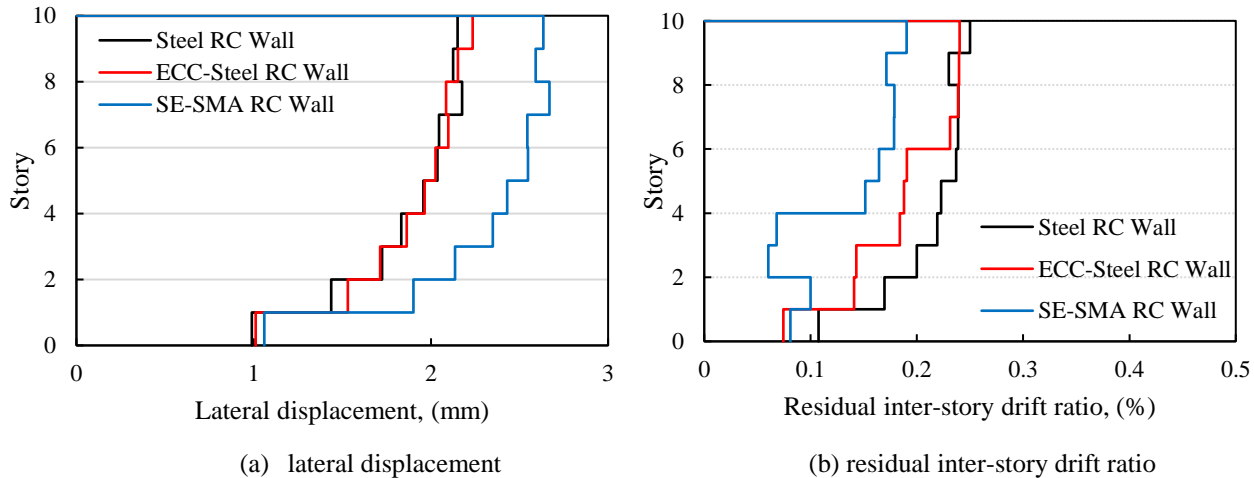 10
8
6
4
2
0
Story
Steel RC Wall
ECC-Steel RC Wall
SE-SMA RC Wall
0 1 2 3
Lateral displacement, (mm)
(a) lateral displacement
10
8
6
4
2
0
Story
Steel RC Wall
ECC-Steel RC Wall
SE-SMA RC Wall
0 0.1 0.2 0.3 0.4 0.5
Residual inter-story drift ratio, (%)
(b) residual inter-story drift ratio